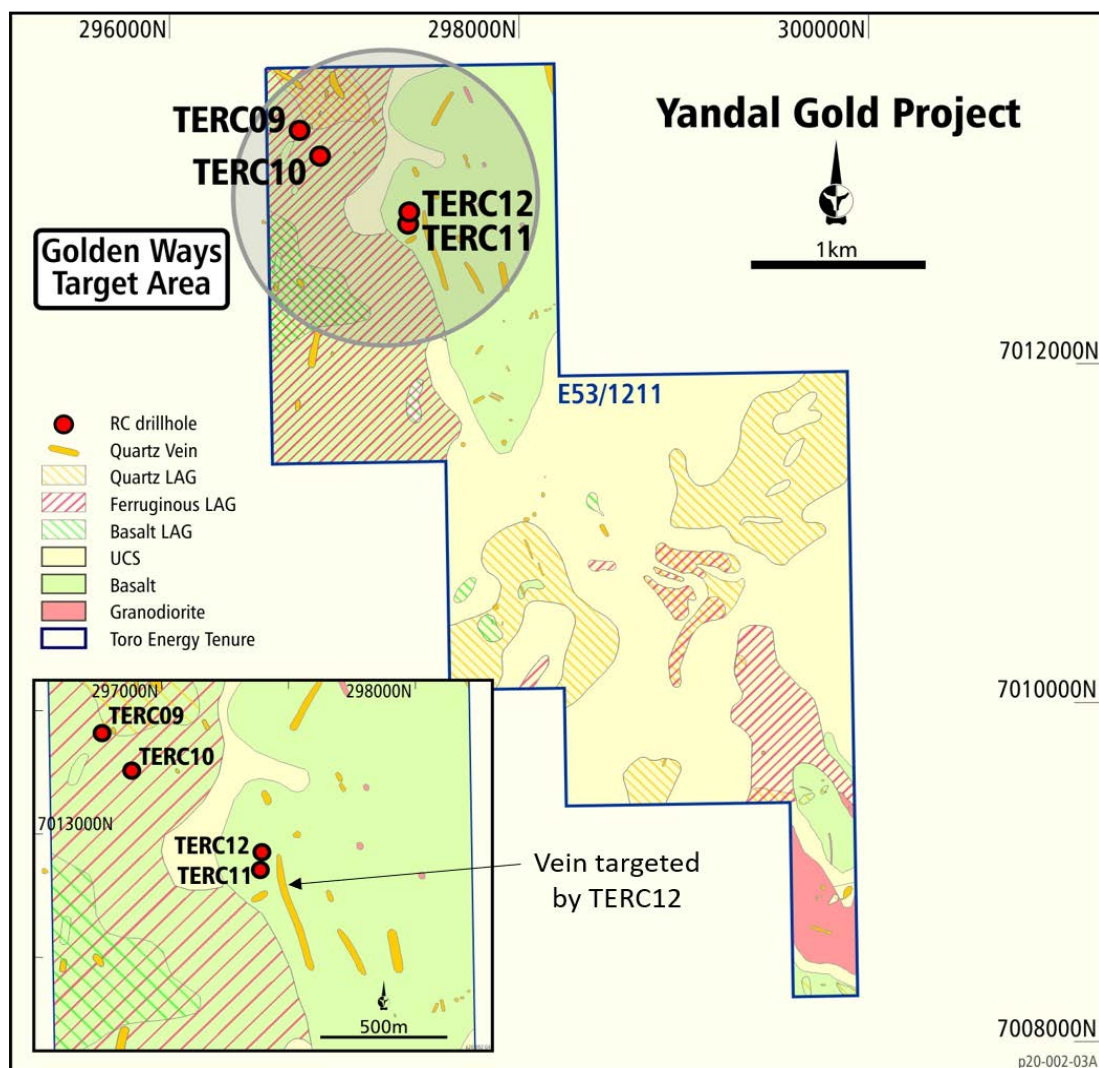 296000N
298000N
300000N
Yandal Gold Project
TERC09
TERC10
TERC12
TERC11
1km
Golden Ways
Target Area
7012000N
E53/1211
RC drillhole
Quartz Vein
Quartz LAG
Ferruginous LAG
Basalt LAG
UCS
Basalt
Granodiorite
Toro Energy Tenure
7010000N
297000N
298000N
TERC09
TERC10
7013000N
TERC12
TERC11
Vein targeted
by TERC12
500m
7008000N
p20-002-03A